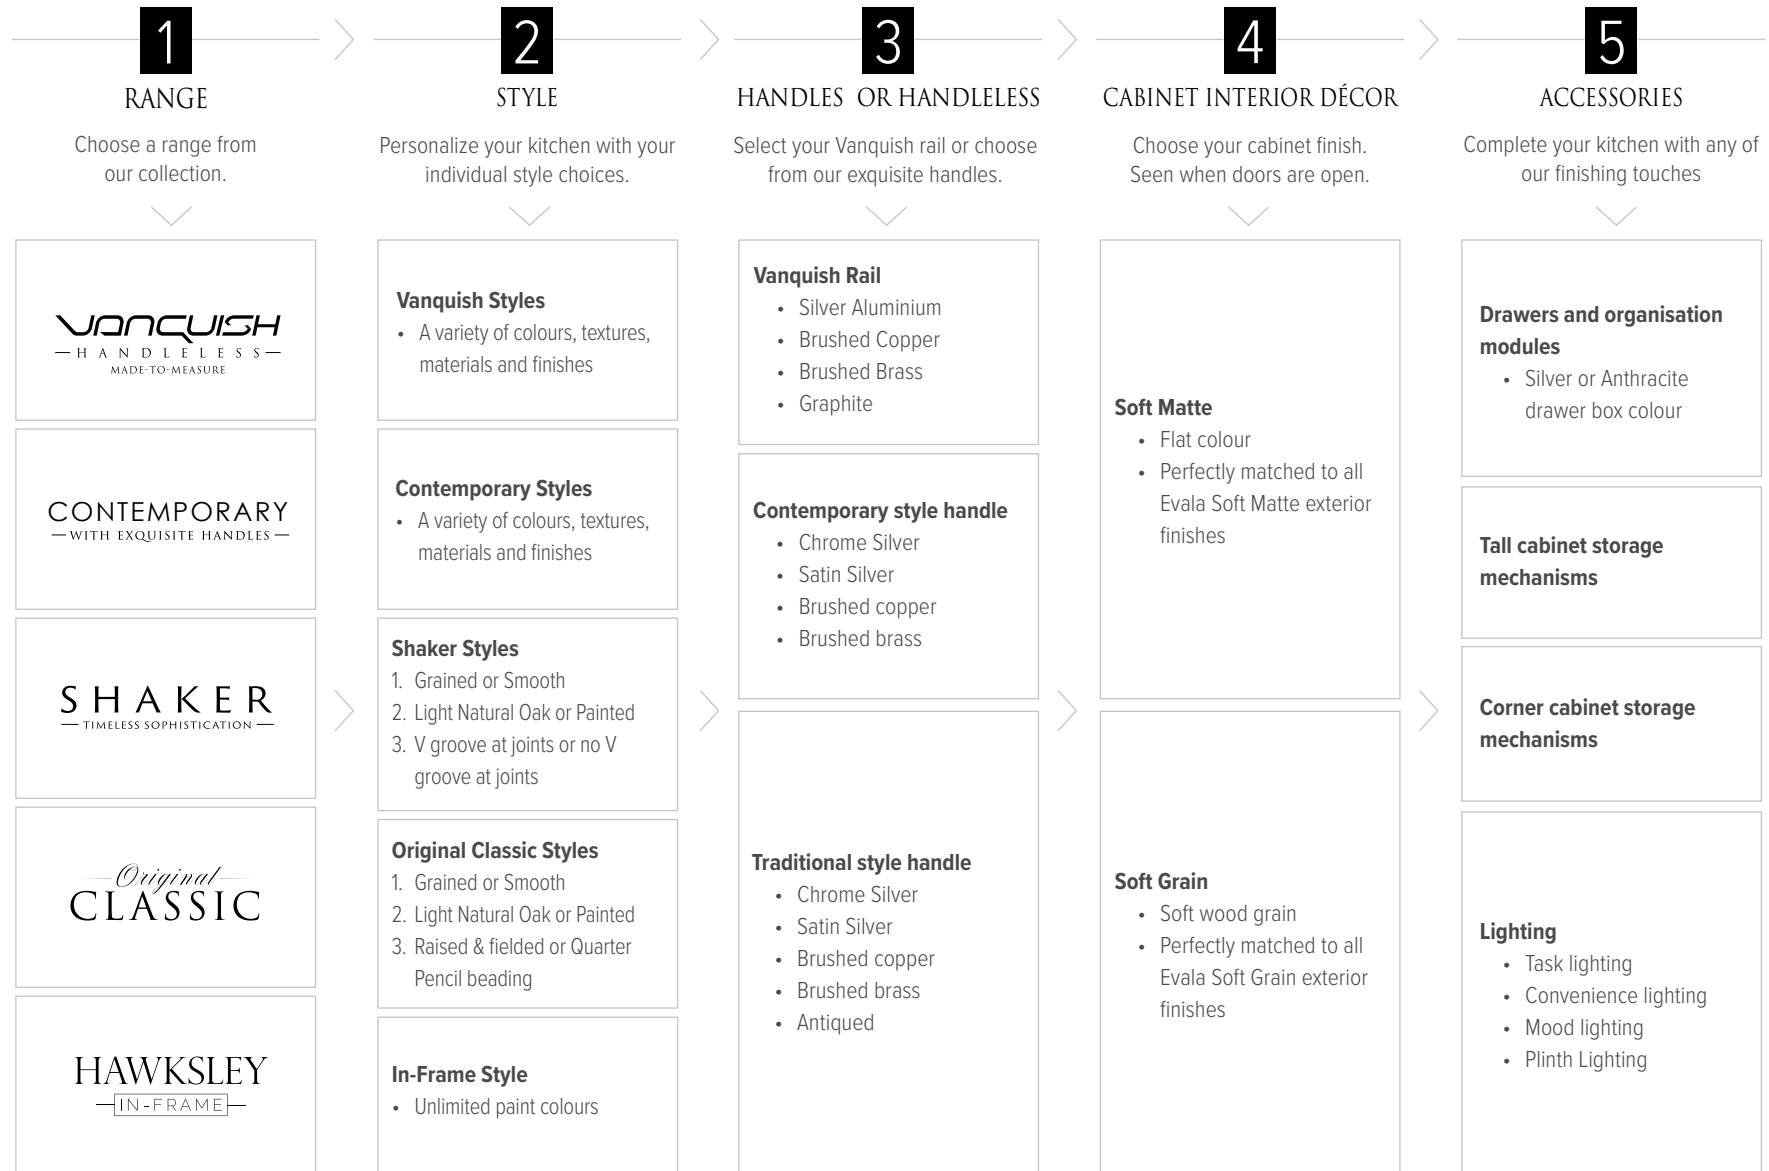 1
RANGE
Choose a range from
our collection.
VANQUISH
HANDLELESS
MADE-TO-MEASURE
CONTEMPORARY
WITH EXQUISITE HANDLES
SHAKER
TIMELESS SOPHISTICATION
Original
CLASSIC
HAWKSLEY
IN-FRAME
2
STYLE
Personalize your kitchen with your
individual style choices.
Vanquish Styles
• A variety of colours, textures,
materials and finishes
Contemporary Styles
• A variety of colours, textures,
materials and finishes
Shaker Styles
1. Grained or Smooth
2. Light Natural Oak or Painted
3. V groove at joints or no V
groove at joints
Original Classic Styles
1. Grained or Smooth
2. Light Natural Oak or Painted
3. Raised & fielded or Quarter
Pencil beading
In-Frame Style
• Unlimited paint colours
3
HANDLES OR HANDLELESS
Select your Vanquish rail or choose
from our exquisite handles.
Vanquish Rail
• Silver Aluminium
• Brushed Copper
• Brushed Brass
• Graphite
Contemporary style handle
• Chrome Silver
• Satin Silver
• Brushed copper
• Brushed brass
Traditional style handle
• Chrome Silver
• Satin Silver
• Brushed copper
• Brushed brass
• Antiqued
4
CABINET INTERIOR DÉCOR
Choose your cabinet finish.
Seen when doors are open.
Soft Matte
• Flat colour
• Perfectly matched to all
Evala Soft Matte exterior
finishes
Soft Grain
• Soft wood grain
• Perfectly matched to all
Evala Soft Grain exterior
finishes
5
ACCESSORIES
Complete your kitchen with any of
our finishing touches
Drawers and organisation
modules
• Silver or Anthracite
drawer box colour
Tall cabinet storage
mechanisms
Corner cabinet storage
mechanisms
Lighting
• Task lighting
• Convenience lighting
• Mood lighting
• Plinth Lighting